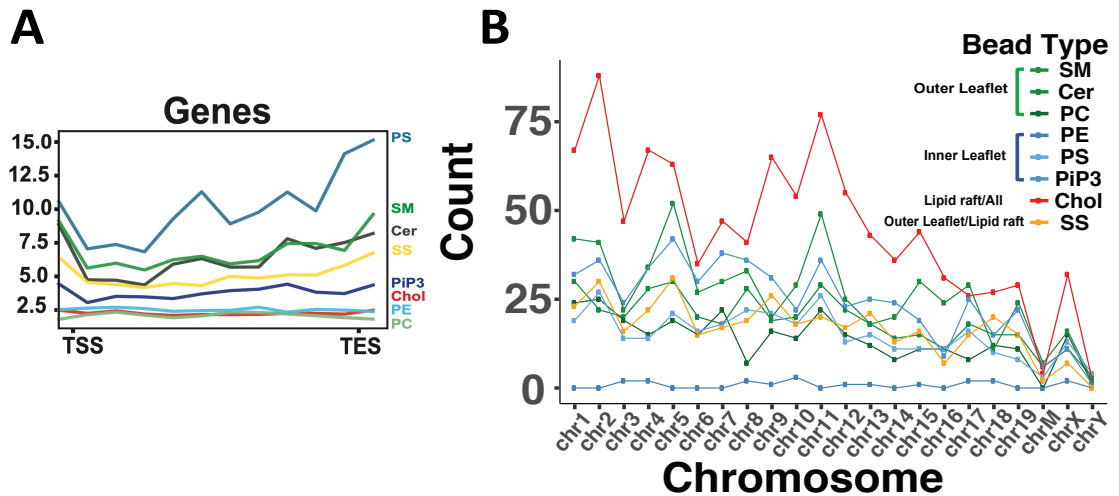 A
Genes
15.0
12.5
10.0
7.5
5.0
2.5
PS
SM
Cer
SS
PiP3
Chol
PE
PC
TSS
TES
B
Bead Type
Outer Leaflet
SM
Cer
PC
Inner Leaflet
PE
PS
PiP3
Lipid raft/All
Chol
Outer Leaflet/Lipid raft
SS
Count
75
50
25
0
chr1
chr2
chr3
chr4
chr5
chr6
chr7
chr8
chr9
chr10
chr11
chr12
chr13
chr14
chr15
chr16
chr17
chr18
chr19
chrM
chrX
chrY
Chromosome